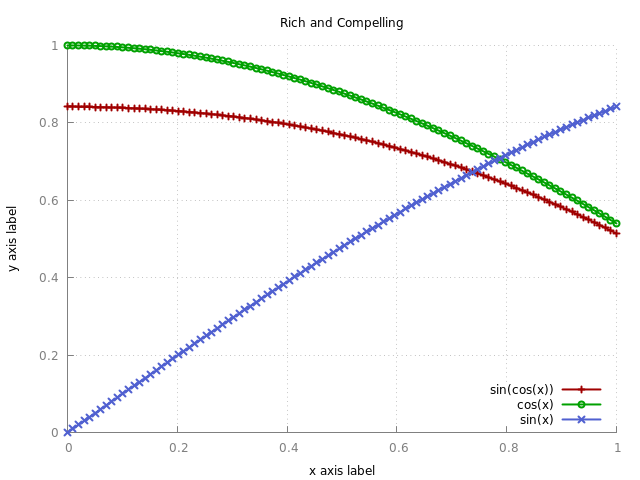 Rich and Compelling
1
0.8
0.6
0.4
0.2
0
y axis label
sin(cos(x))
cos(x)
sin(x)
0
0.2
0.4
0.6
0.8
1
x axis label